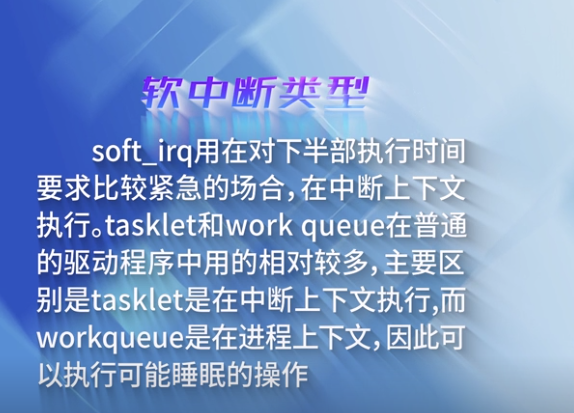 软中断类型
soft_irq用在对下半部执行时间
要求比较紧急的场合，在中断上下文
执行。tasklet和work queue在普通
的驱动程序中用的相对较多，主要区
别是tasklet是在中断上下文执行,而
workqueue是在进程上下文，因此可
以执行可能睡眠的操作